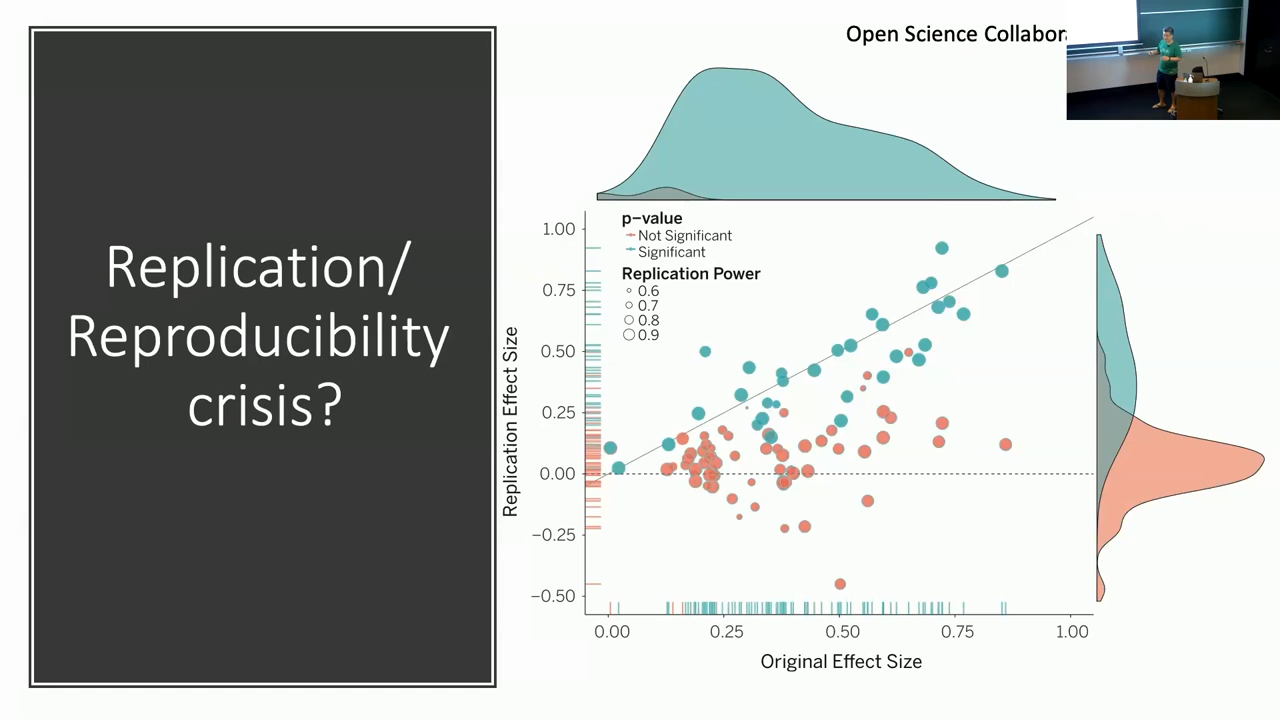 Replication/
Reproducibility
crisis?
Open Science
p-value
Not Significant
Significant
Replication Power
0.6
0.7
0.8
0.9
1.00
0.75
0.50
0.25
0.00
−0.25
−0.50
Replication Effect Size
0.00 0.25 0.50 0.75 1.00
Original Effect Size